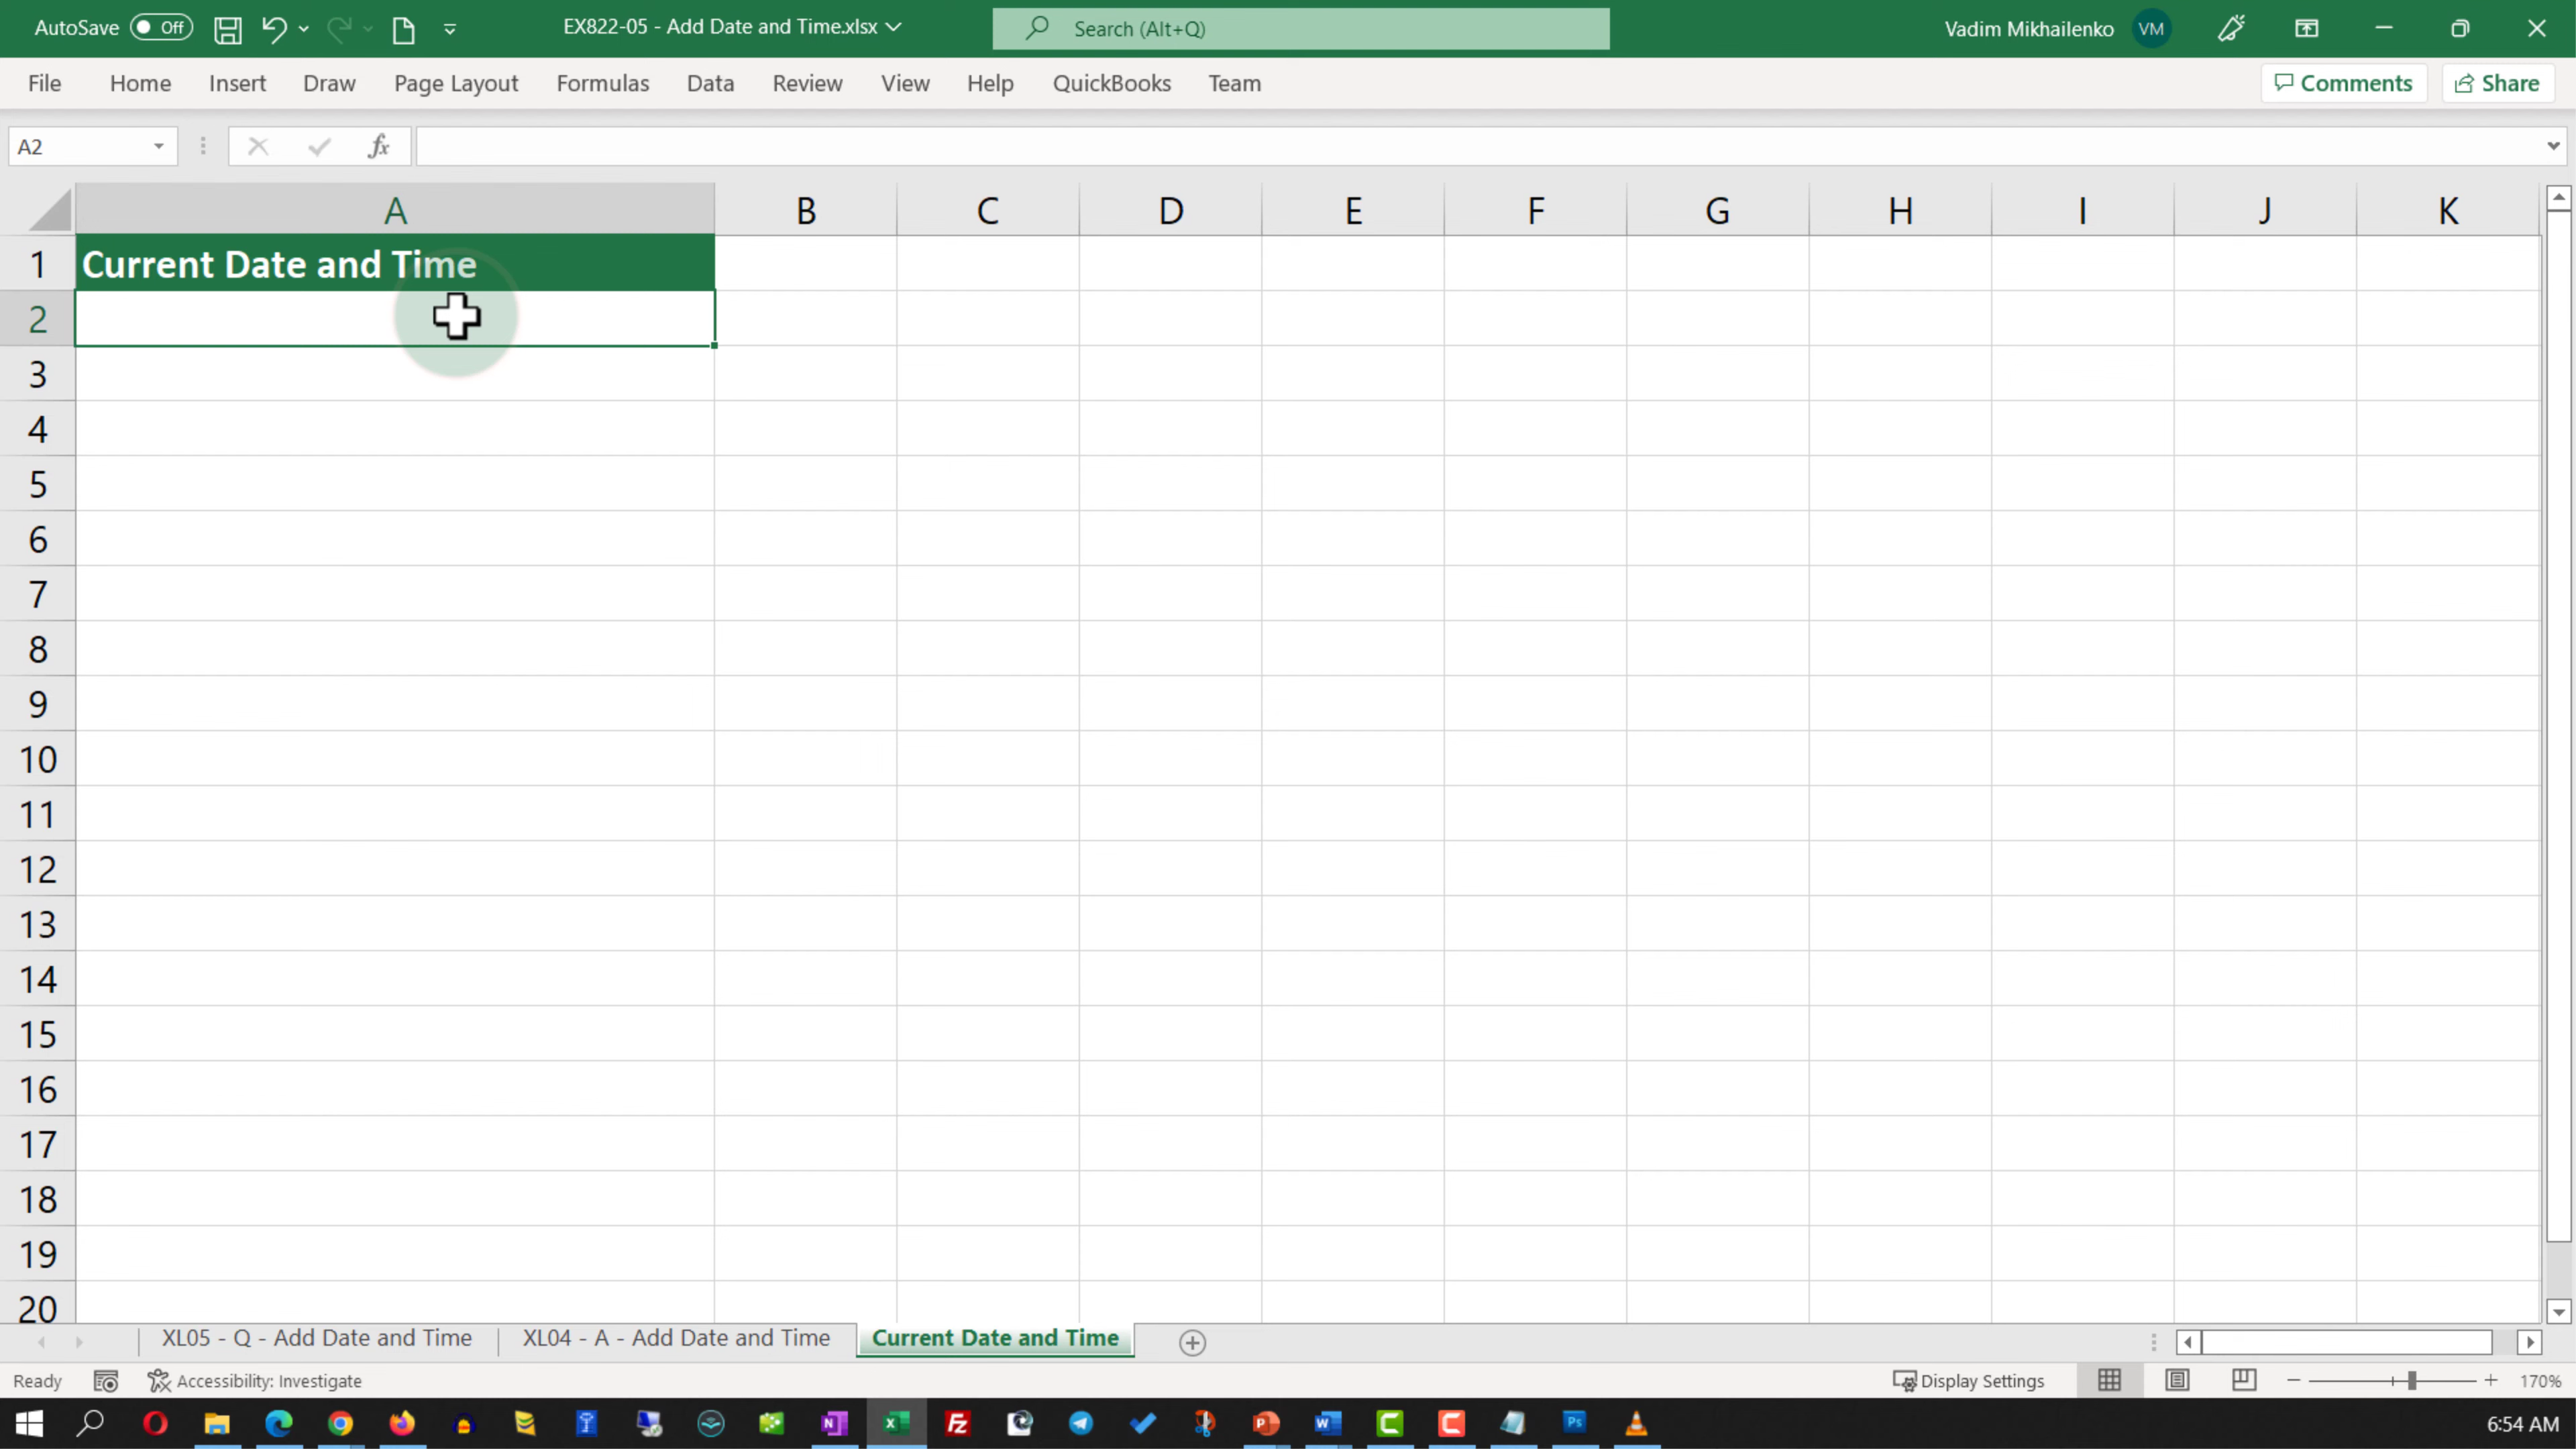 AutoSave Off EX822-05 - Add Date and Time.xlsx Search (Alt+Q) Vadim Mikhailenko VM
File Home Insert Draw Page Layout Formulas Data Review View Help QuickBooks Team Comments Share
A2 fx
A B C D E F G H I J K
1 Current Date and Time
2
3
4
5
6
7
8
9
10
11
12
13
14
15
16
17
18
19
20
XL05 - Q - Add Date and Time XL04 - A - Add Date and Time Current Date and Time
Ready Accessibility: Investigate Display Settings 170%
6:54 AM